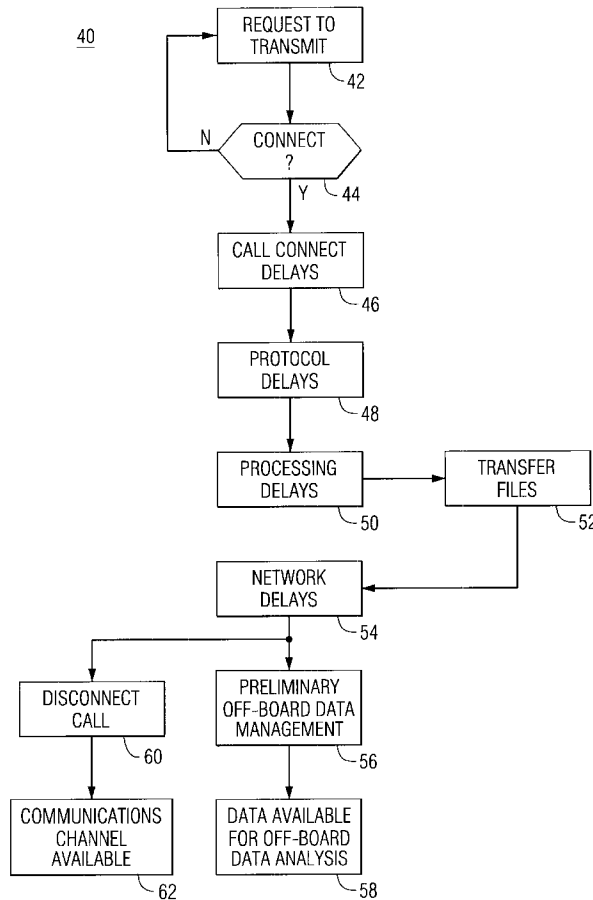 40
REQUEST TO
TRANSMIT
42
N
CONNECT
?
44
Y
CALL CONNECT
DELAYS
46
PROTOCOL
DELAYS
48
PROCESSING
DELAYS
50
TRANSFER
FILES
52
NETWORK
DELAYS
54
DISCONNECT
CALL
60
PRELIMINARY
OFF-BOARD DATA
MANAGEMENT
56
COMMUNICATIONS
CHANNEL
AVAILABLE
62
DATA AVAILABLE
FOR OFF-BOARD
DATA ANALYSIS
58